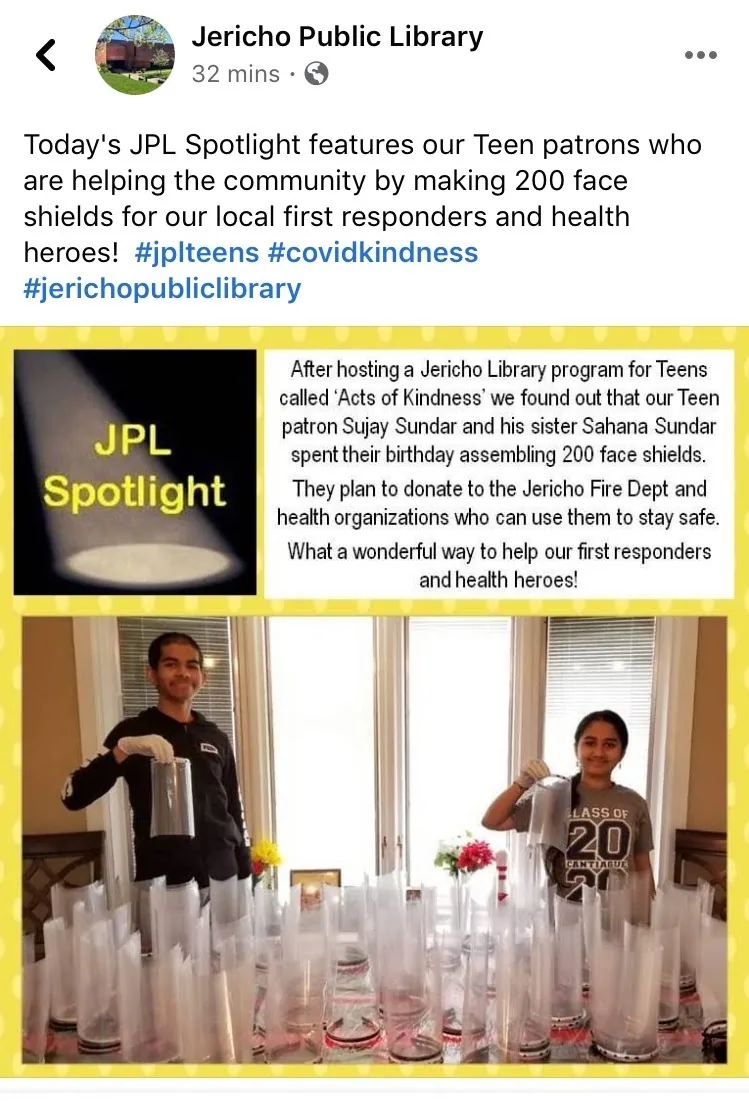 Jericho Public Library
32 mins ·
Today's JPL Spotlight features our Teen patrons who
are helping the community by making 200 face
shields for our local first responders and health
heroes! #jplteens #covidkindness
#jerichopubliclibrary
JPL
Spotlight
After hosting a Jericho Library program for Teens
called ‘Acts of Kindness’ we found out that our Teen
patron Sujay Sundar and his sister Sahana Sundar
spent their birthday assembling 200 face shields.
They plan to donate to the Jericho Fire Dept and
health organizations who can use them to stay safe.
What a wonderful way to help our first responders
and health heroes!
CLASS OF
20
CANTIAGUE